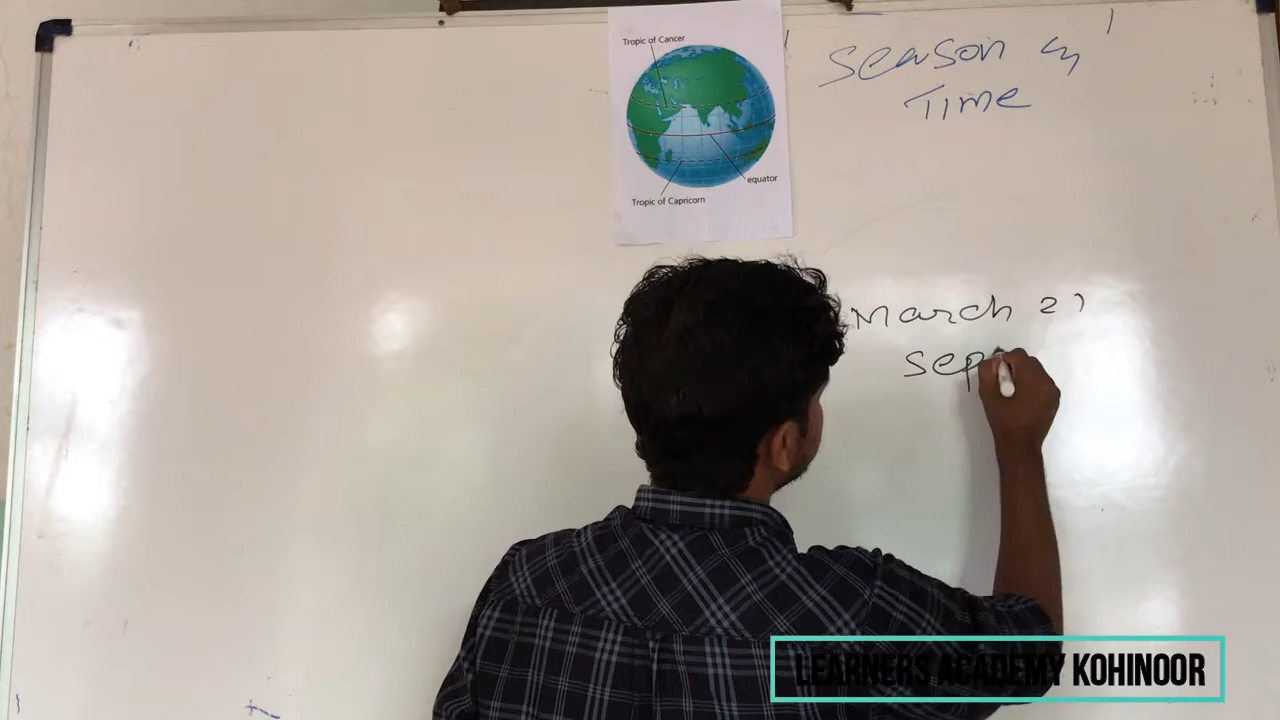 Tropic of Cancer
equator
Tropic of Capricorn
Season &
Time
March 21
Sep
LEARNERS ACADEMY KOHINOOR